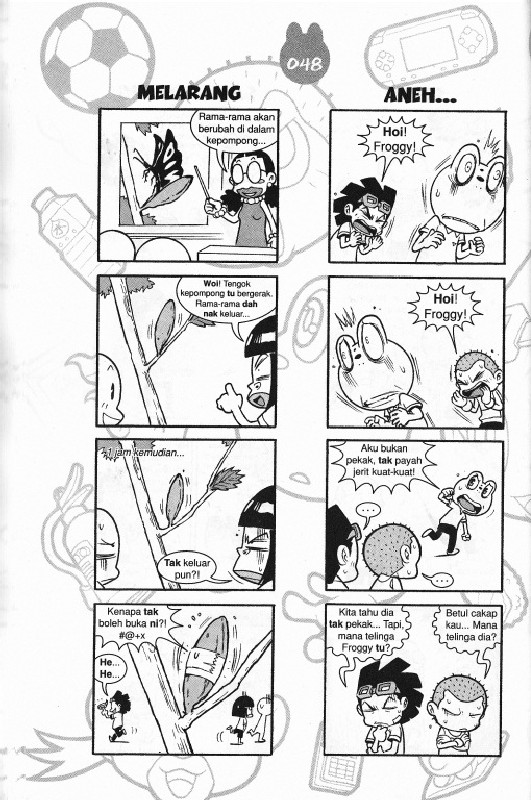 048
MELARANG
Rama-rama akan
berubah di dalam
kepompong...
Woi! Tengok
kepompong tu bergerak.
Rama-rama dah
nak keluar...
1 jam kemudian...
Tak keluar
pun?!!
Kenapa tak
boleh buka ni?!
#@+x
He...
He...
ANEH...
Hoi!
Froggy!
Hoi!
Froggy!
Aku bukan
pekak, tak payah
jerit kuat-kuat!
...
...
Kita tahu dia
tak pekak... Tapi,
mana telinga
Froggy tu?
Betul cakap
kau... Mana
telinga dia?